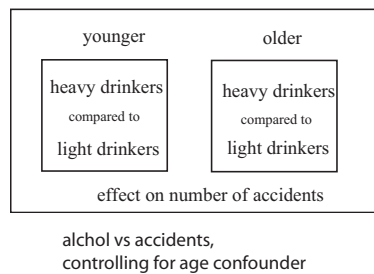 younger
older
heavy drinkers
compared to
light drinkers
heavy drinkers
compared to
light drinkers
effect on number of accidents
alchol vs accidents,
controlling for age confounder